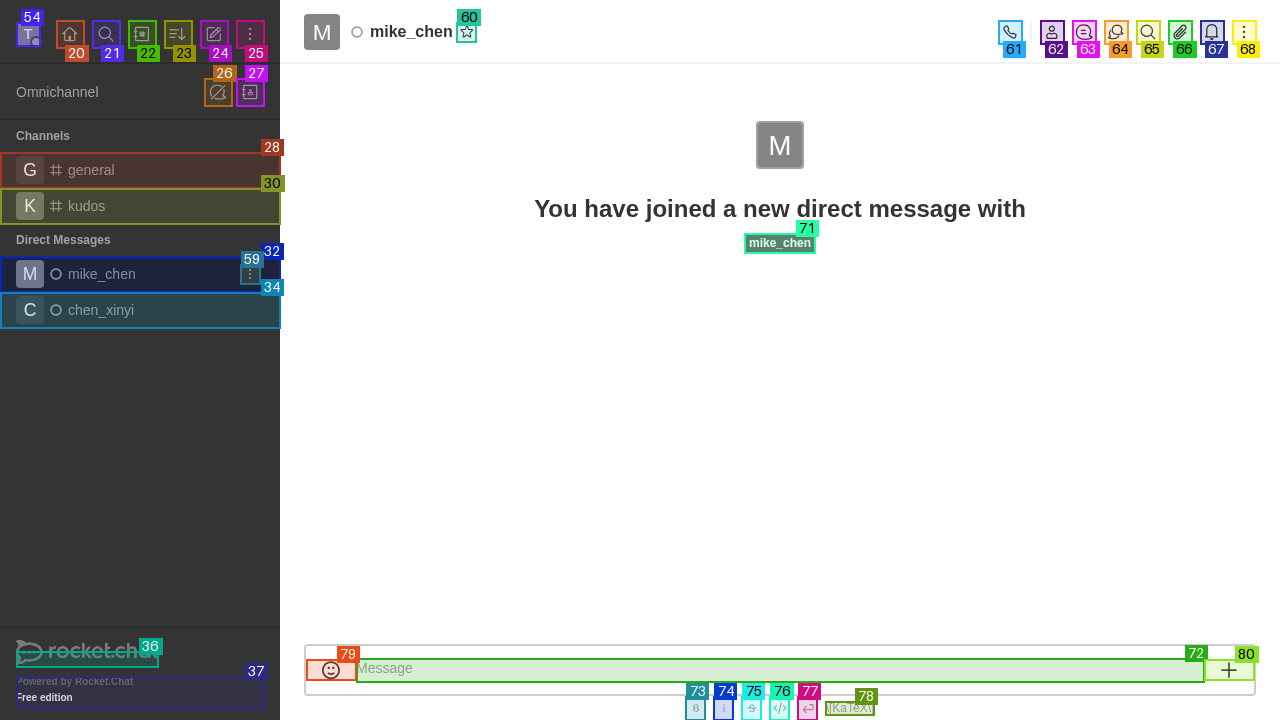 54
T
20
21
22
23
24
25
26
27
Omnichannel
Channels
28
G general
30
K kudos
Direct Messages
32
59
M mike_chen
34
C chen_xinyi
36
rocket.chat
37
Powered by Rocket.Chat
Free edition
60
M mike_chen
61
62
63
64
65
66
67
68
M
You have joined a new direct message with
71
mike_chen
79
72
80
Message
73
74
75
76
77
78
B
i
S
</>
\[KaTeX\]